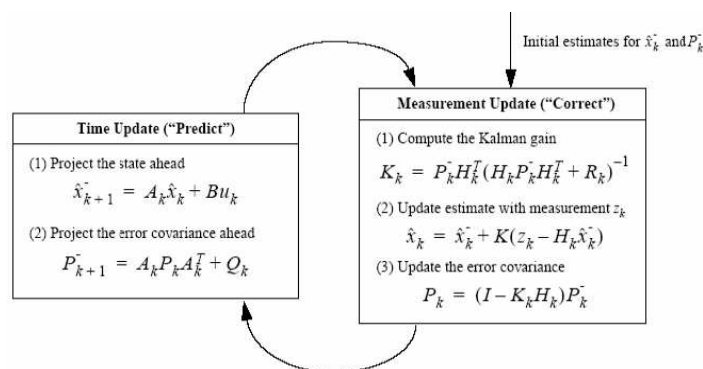 Initial estimates for x̂ₖ⁻ and Pₖ⁻
Time Update (“Predict”)
(1) Project the state ahead
x̂⁻ₖ₊₁ = Aₖx̂ₖ + Buₖ
(2) Project the error covariance ahead
P⁻ₖ₊₁ = AₖPₖAₖᵀ + Qₖ
Measurement Update (“Correct”)
(1) Compute the Kalman gain
Kₖ = Pₖ⁻Hₖᵀ(HₖPₖ⁻Hₖᵀ + Rₖ)⁻¹
(2) Update estimate with measurement zₖ
x̂ₖ = x̂ₖ⁻ + K(zₖ – Hₖx̂ₖ⁻)
(3) Update the error covariance
Pₖ = (I – KₖHₖ)Pₖ⁻